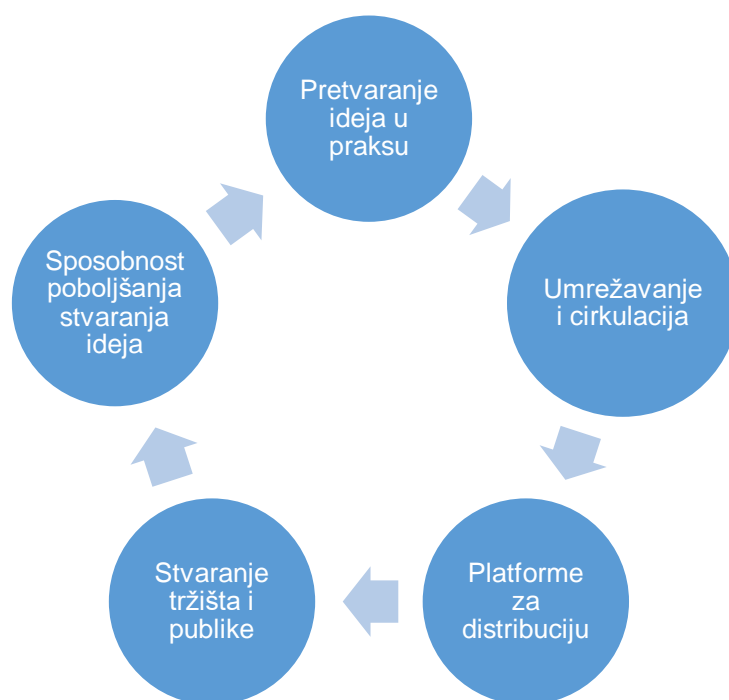 Pretvaranje
ideja u
praksu
Umrežavanje
i cirkulacija
Platforme
za
distribuciju
Stvaranje
tržišta i
publike
Sposobnost
poboljšanja
stvaranja
ideja